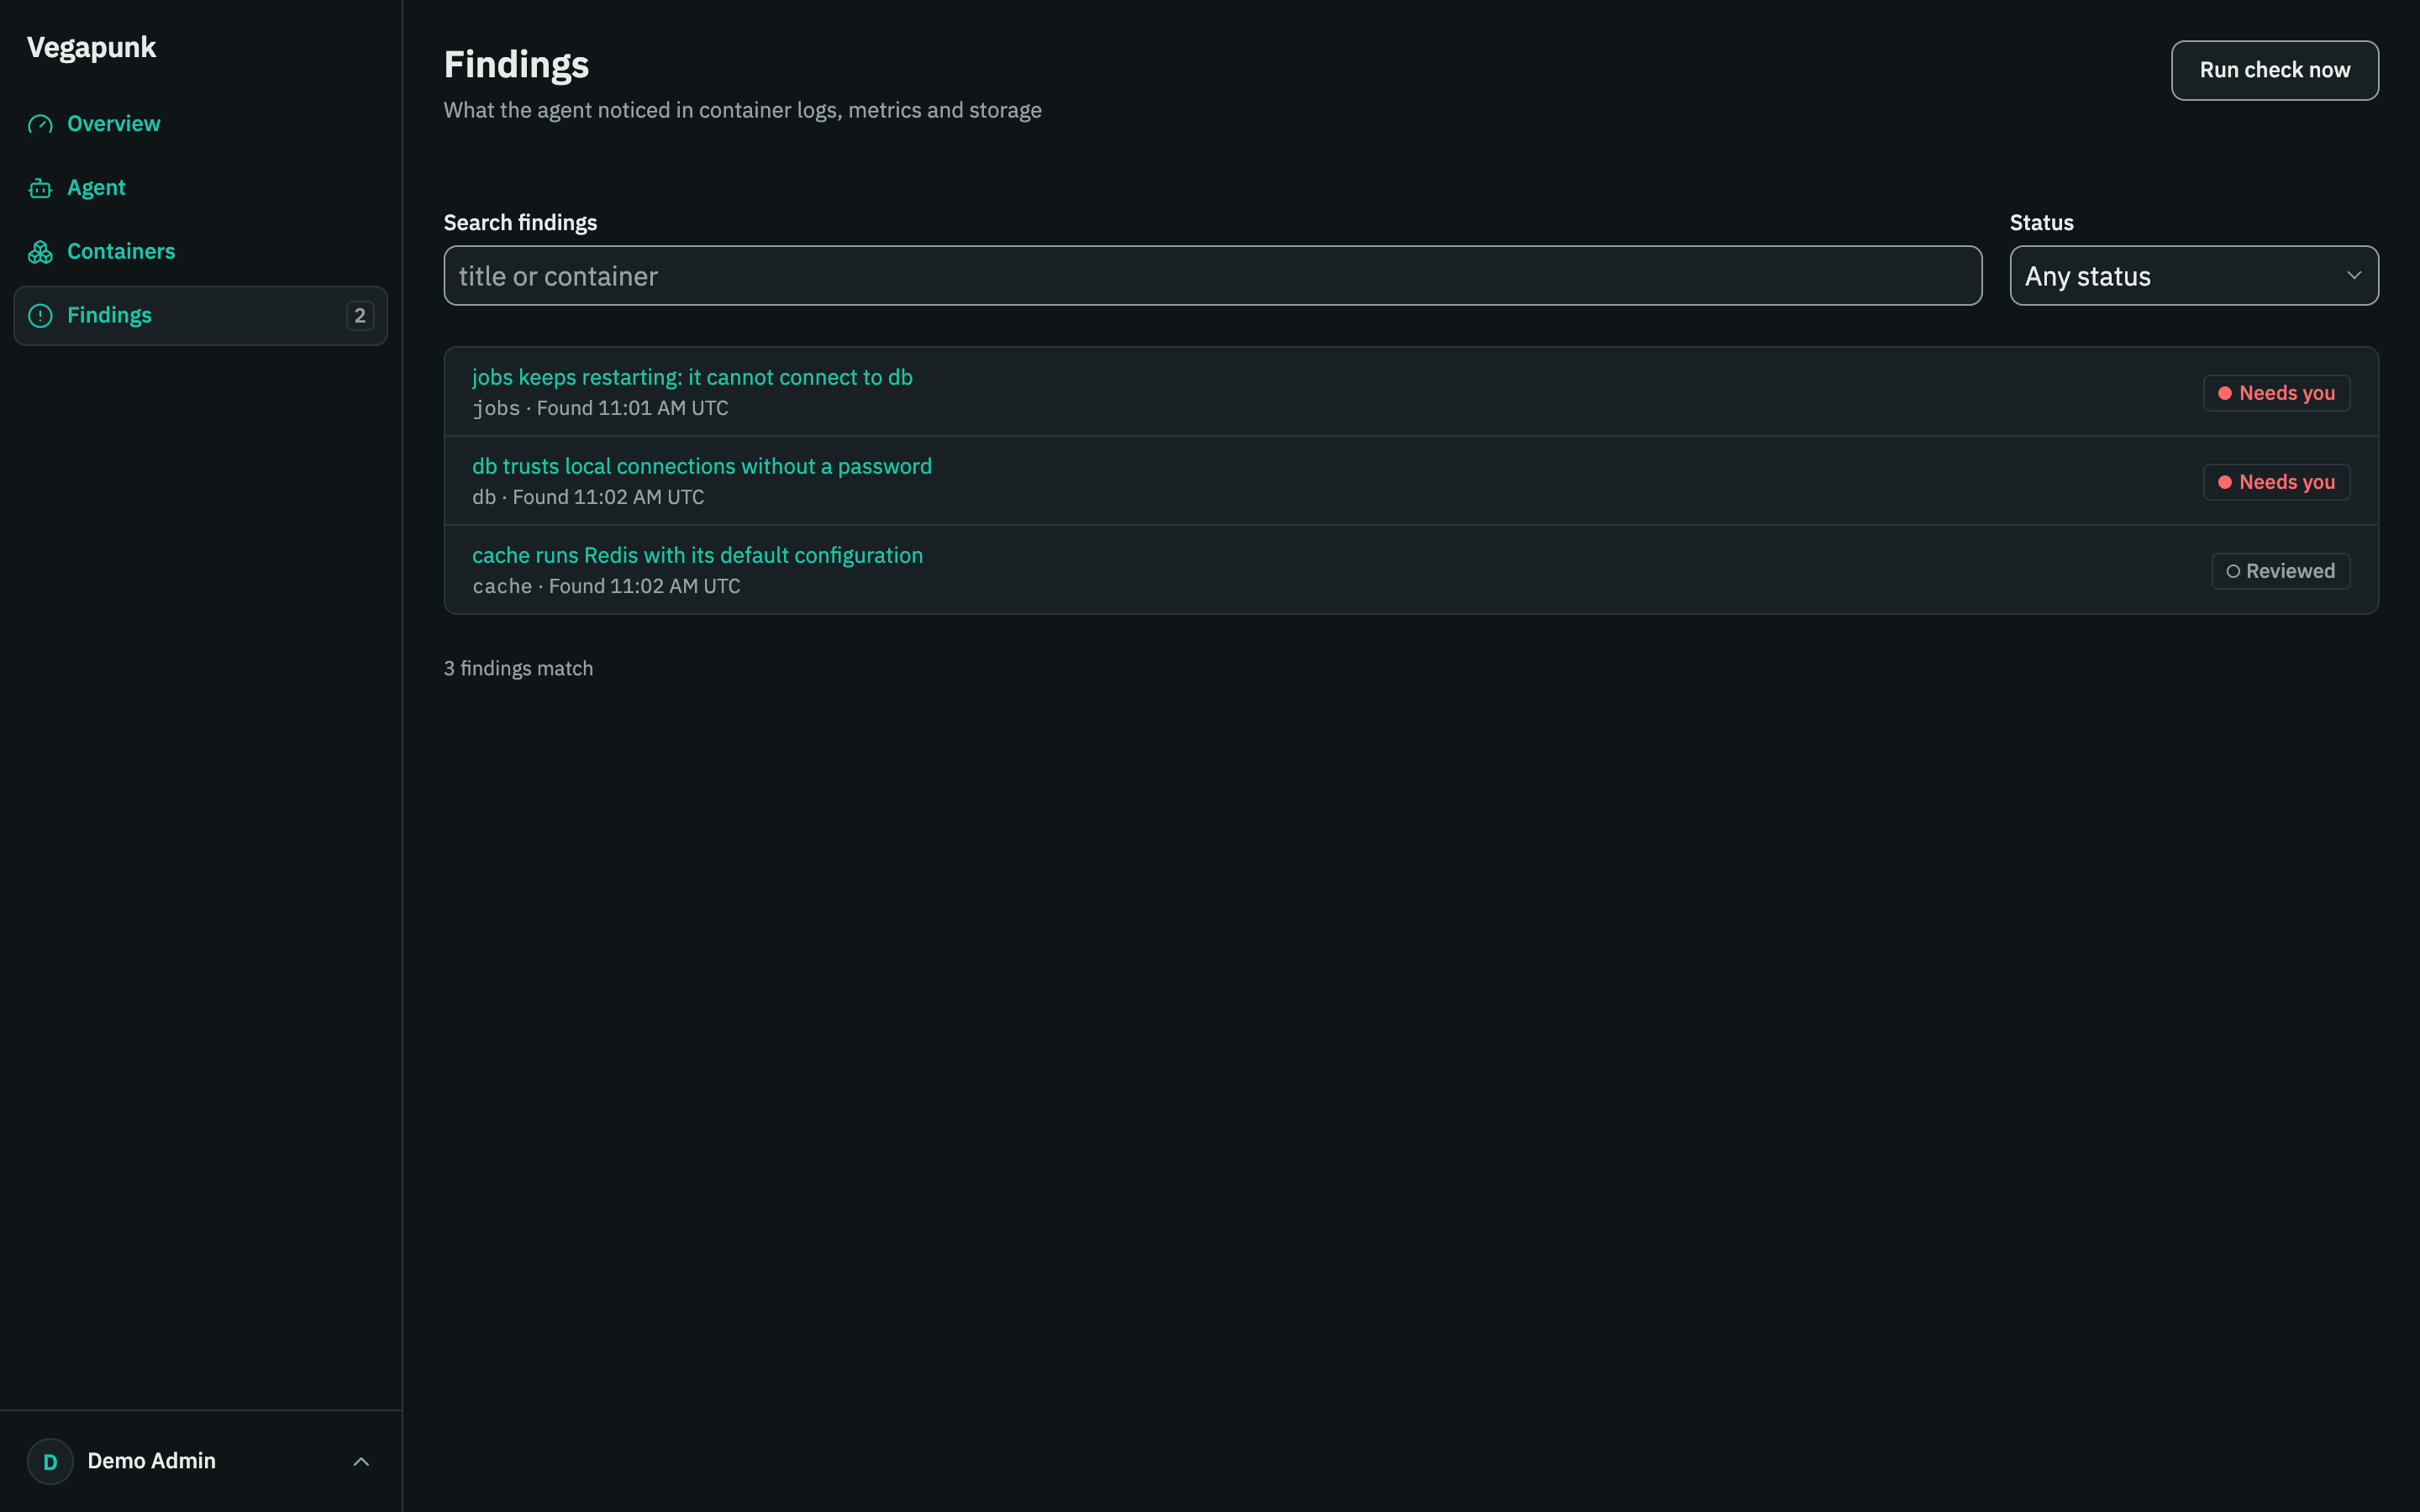 Vegapunk
Overview
Agent
Containers
Findings 2
Demo Admin
D
Findings
What the agent noticed in container logs, metrics and storage
Run check now
Search findings
title or container
Status
Any status
jobs keeps restarting: it cannot connect to db
jobs · Found 11:01 AM UTC
Needs you
db trusts local connections without a password
db · Found 11:02 AM UTC
Needs you
cache runs Redis with its default configuration
cache · Found 11:02 AM UTC
Reviewed
3 findings match